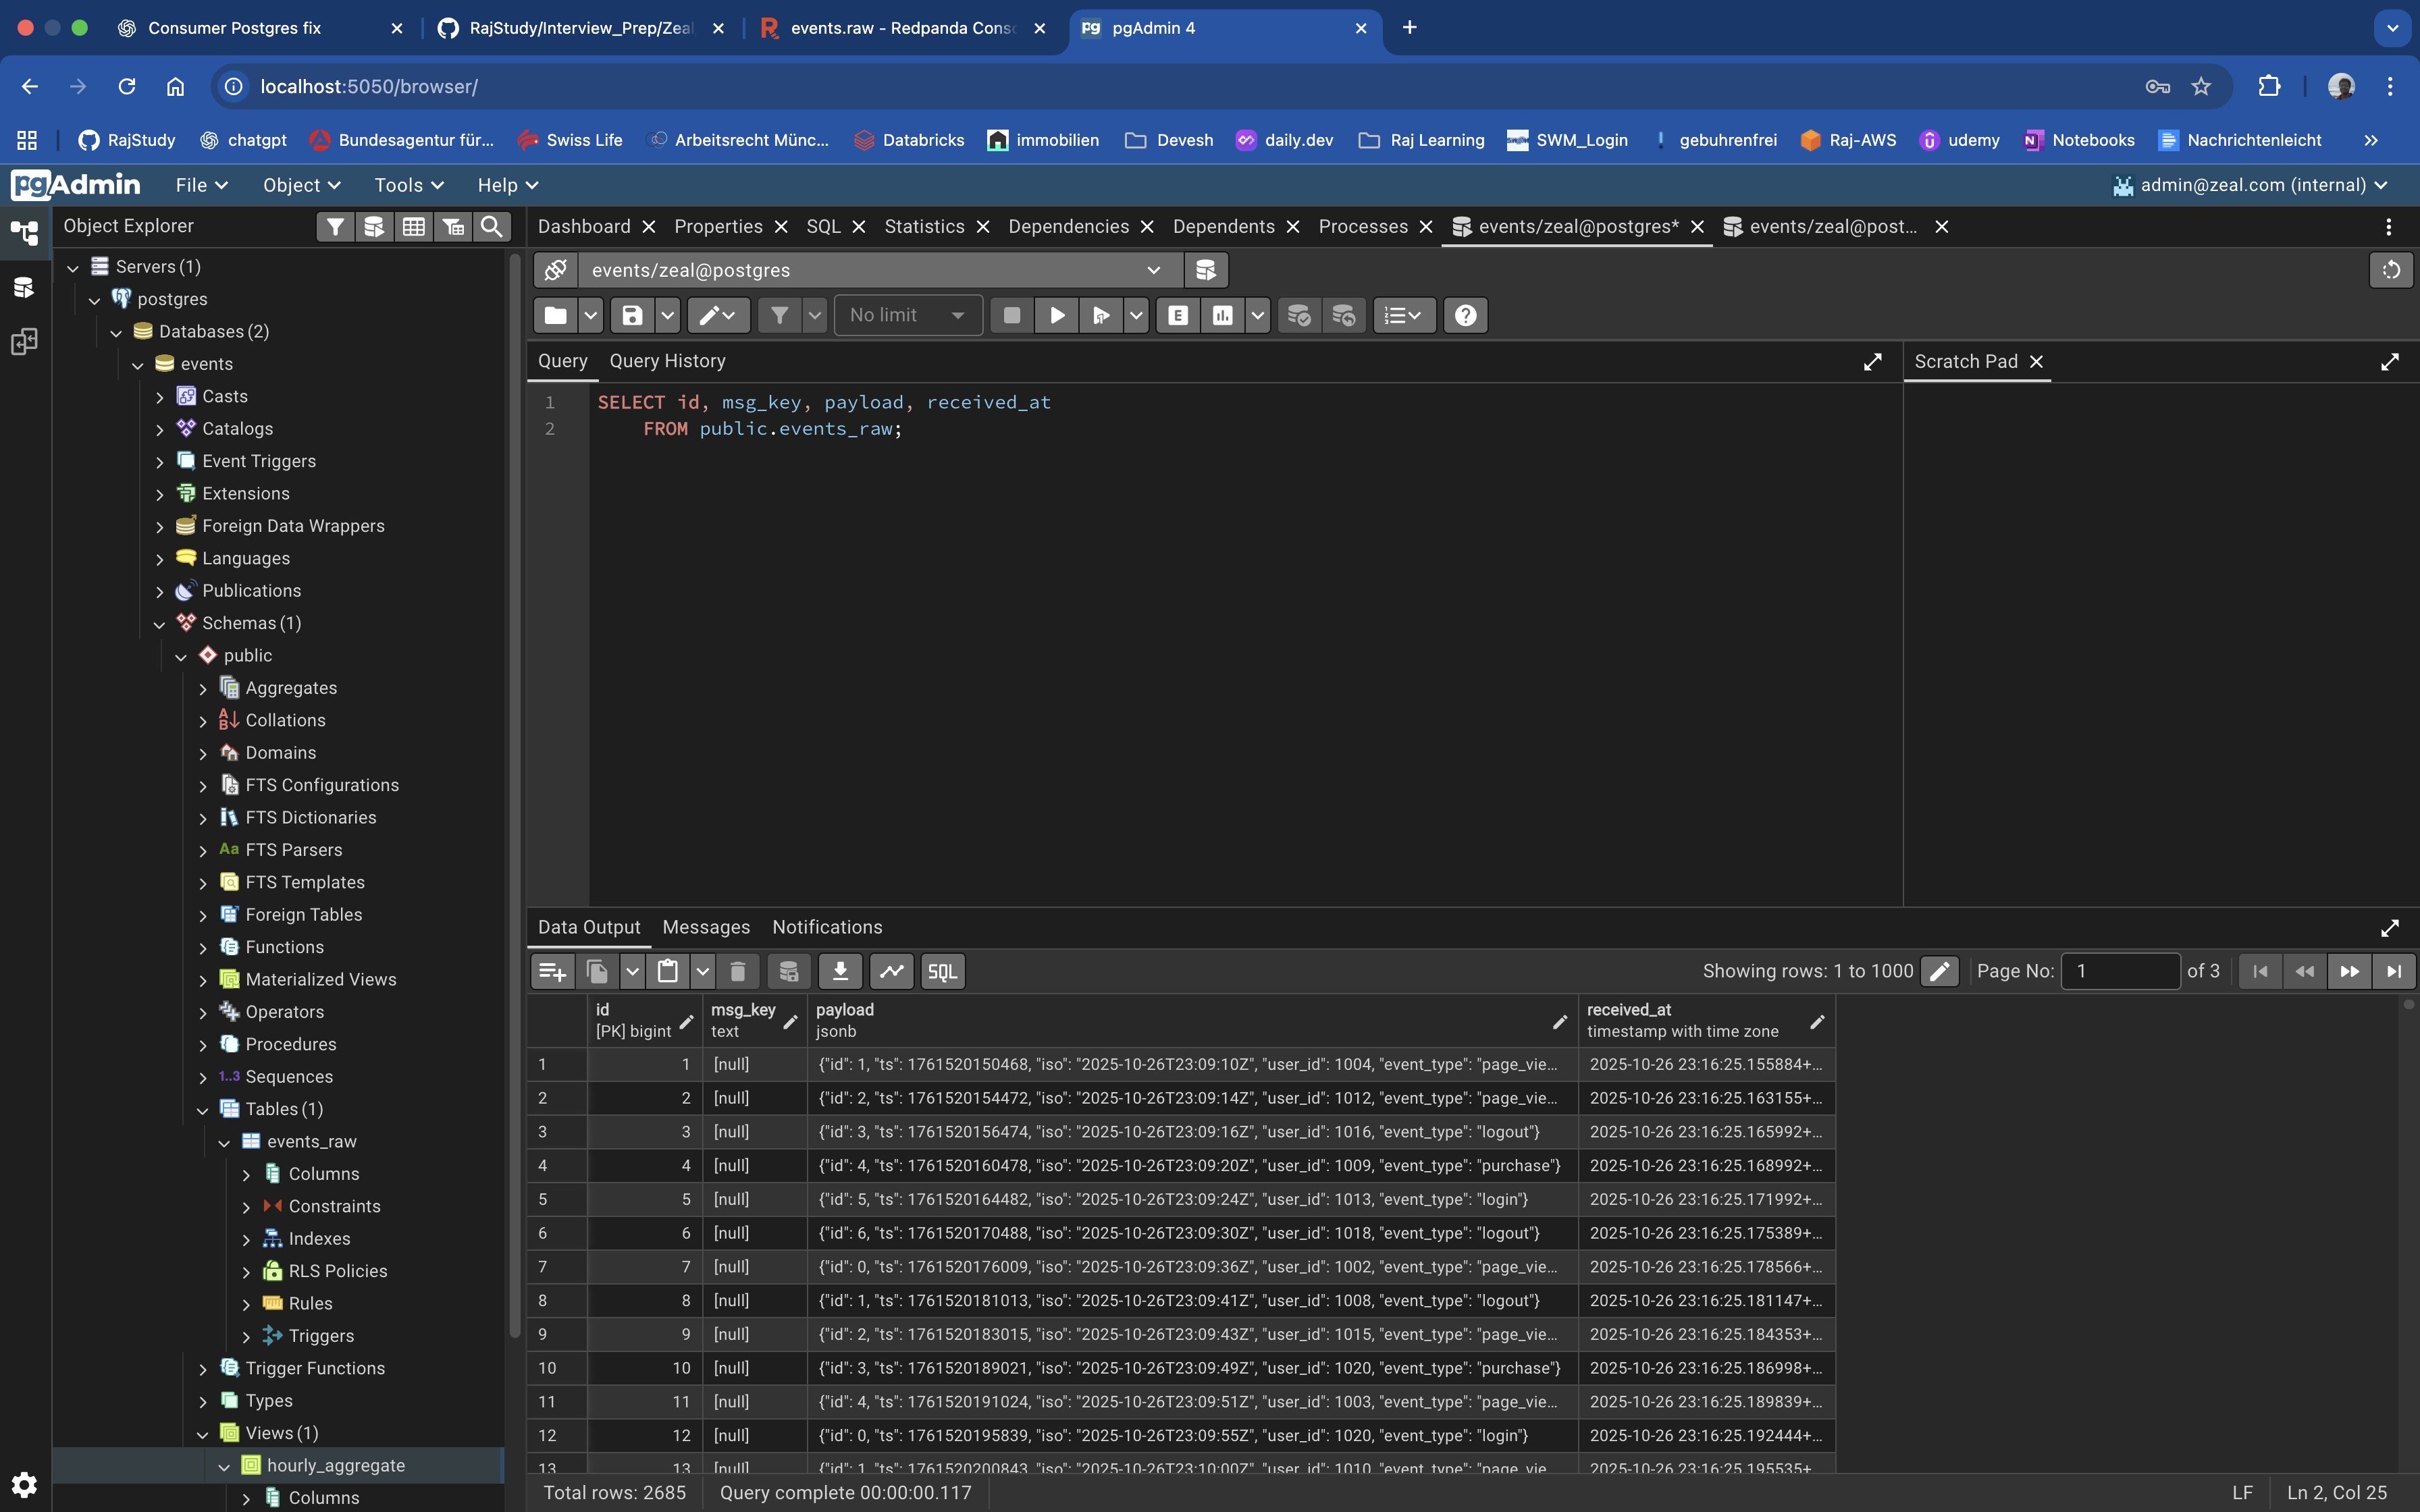 Consumer Postgres fix
RajStudy/Interview_Prep/Zeal
events.raw - Redpanda Conso
pgAdmin 4
localhost:5050/browser/
RajStudy
chatgpt
Bundesagentur für...
Swiss Life
Arbeitsrecht Münc...
Databricks
immobilien
Devesh
daily.dev
Raj Learning
SWM_Login
gebuhrenfrei
Raj-AWS
udemy
Notebooks
Nachrichtenleicht
pgAdmin
File
Object
Tools
Help
admin@zeal.com (internal)
Object Explorer
Dashboard
Properties
SQL
Statistics
Dependencies
Dependents
Processes
events/zeal@postgres*
events/zeal@post...
Servers (1)
postgres
Databases (2)
events
Casts
Catalogs
Event Triggers
Extensions
Foreign Data Wrappers
Languages
Publications
Schemas (1)
public
Aggregates
Collations
Domains
FTS Configurations
FTS Dictionaries
Aa FTS Parsers
FTS Templates
Foreign Tables
Functions
Materialized Views
Operators
Procedures
1..3 Sequences
Tables (1)
events_raw
Columns
Constraints
Indexes
RLS Policies
Rules
Triggers
Trigger Functions
Types
Views (1)
hourly_aggregate
Columns
events/zeal@postgres
No limit
E
Query
Query History
Scratch Pad
1 SELECT id, msg_key, payload, received_at
2 FROM public.events_raw;
Data Output
Messages
Notifications
SQL
Showing rows: 1 to 1000
Page No: 1 of 3
id [PK] bigint
msg_key text
payload jsonb
received_at timestamp with time zone
1 1 [null] {"id": 1, "ts": 1761520150468, "iso": "2025-10-26T23:09:10Z", "user_id": 1004, "event_type": "page_vie... 2025-10-26 23:16:25.155884+...
2 2 [null] {"id": 2, "ts": 1761520154472, "iso": "2025-10-26T23:09:14Z", "user_id": 1012, "event_type": "page_vie... 2025-10-26 23:16:25.163155+...
3 3 [null] {"id": 3, "ts": 1761520156474, "iso": "2025-10-26T23:09:16Z", "user_id": 1016, "event_type": "logout"} 2025-10-26 23:16:25.165992+...
4 4 [null] {"id": 4, "ts": 1761520160478, "iso": "2025-10-26T23:09:20Z", "user_id": 1009, "event_type": "purchase"} 2025-10-26 23:16:25.168992+...
5 5 [null] {"id": 5, "ts": 1761520164482, "iso": "2025-10-26T23:09:24Z", "user_id": 1013, "event_type": "login"} 2025-10-26 23:16:25.171992+...
6 6 [null] {"id": 6, "ts": 1761520170488, "iso": "2025-10-26T23:09:30Z", "user_id": 1018, "event_type": "logout"} 2025-10-26 23:16:25.175389+...
7 7 [null] {"id": 0, "ts": 1761520176009, "iso": "2025-10-26T23:09:36Z", "user_id": 1002, "event_type": "page_vie... 2025-10-26 23:16:25.178566+...
8 8 [null] {"id": 1, "ts": 1761520181013, "iso": "2025-10-26T23:09:41Z", "user_id": 1008, "event_type": "logout"} 2025-10-26 23:16:25.181147+...
9 9 [null] {"id": 2, "ts": 1761520183015, "iso": "2025-10-26T23:09:43Z", "user_id": 1015, "event_type": "page_vie... 2025-10-26 23:16:25.184353+...
10 10 [null] {"id": 3, "ts": 1761520189021, "iso": "2025-10-26T23:09:49Z", "user_id": 1020, "event_type": "purchase"} 2025-10-26 23:16:25.186998+...
11 11 [null] {"id": 4, "ts": 1761520191024, "iso": "2025-10-26T23:09:51Z", "user_id": 1003, "event_type": "page_vie... 2025-10-26 23:16:25.189839+...
12 12 [null] {"id": 0, "ts": 1761520195839, "iso": "2025-10-26T23:09:55Z", "user_id": 1020, "event_type": "login"} 2025-10-26 23:16:25.192444+...
13 13 [null] {"id": 1, "ts": 1761520200843, "iso": "2025-10-26T23:10:00Z", "user_id": 1010, "event_type": "page_vie 2025-10-26 23:16:25.195535+
Total rows: 2685
Query complete 00:00:00.117
LF
Ln 2, Col 25